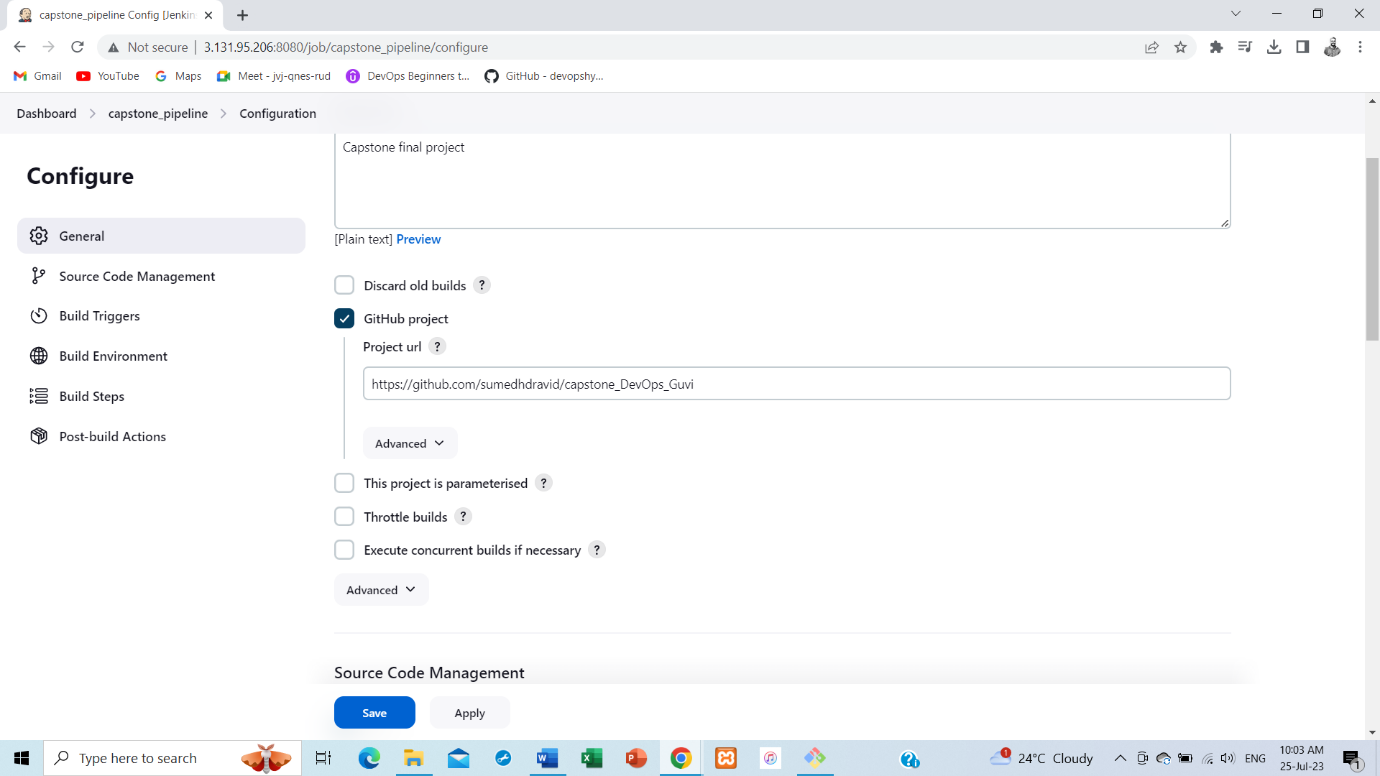 capstone_pipeline Config [Jenkin
Not secure | 3.131.95.206:8080/job/capstone_pipeline/configure
Gmail YouTube Maps Meet - jvj-qnes-rud DevOps Beginners t... GitHub - devopshy...
Dashboard > capstone_pipeline > Configuration
Configure
General
Source Code Management
Build Triggers
Build Environment
Build Steps
Post-build Actions
Capstone final project
[Plain text] Preview
Discard old builds ?
GitHub project
Project url ?
https://github.com/sumedhdravid/capstone_DevOps_Guvi
Advanced
This project is parameterised ?
Throttle builds ?
Execute concurrent builds if necessary ?
Advanced
Source Code Management
Save Apply
Type here to search
1 24°C Cloudy ENG
10:03 AM
25-Jul-23
1